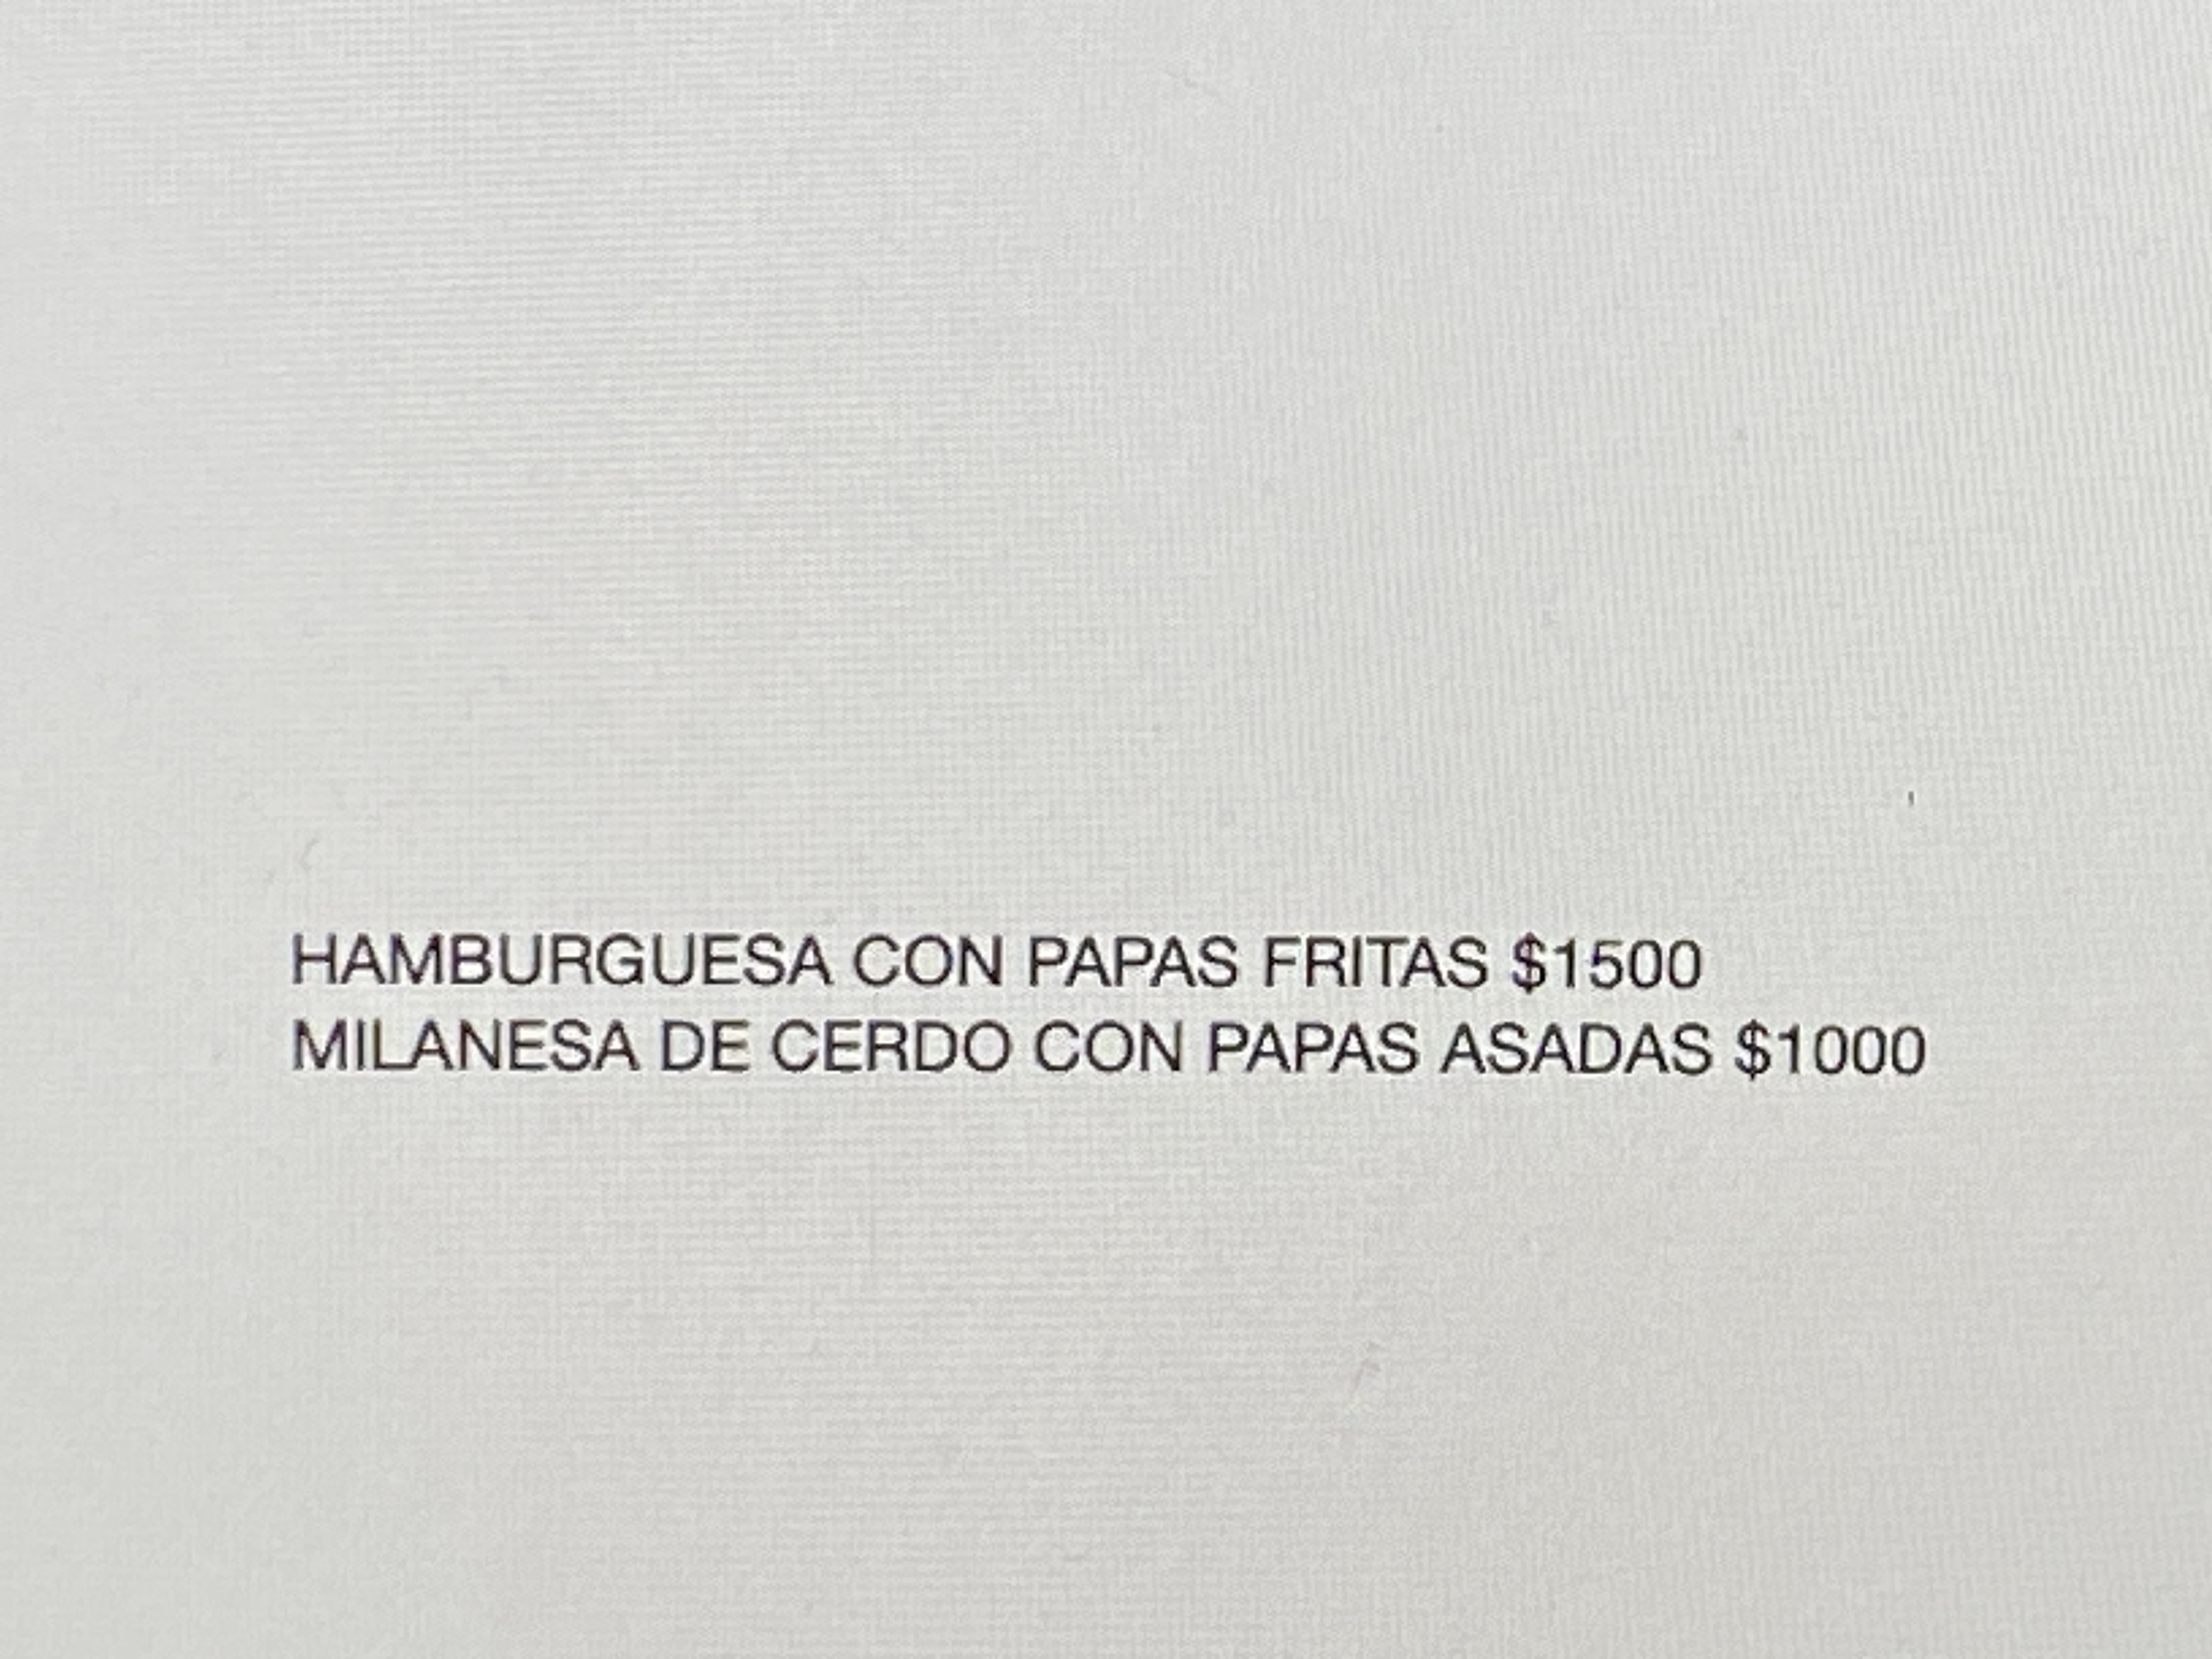 HAMBURGUESA CON PAPAS FRITAS $1500
MILANESA DE CERDO CON PAPAS ASADAS $1000